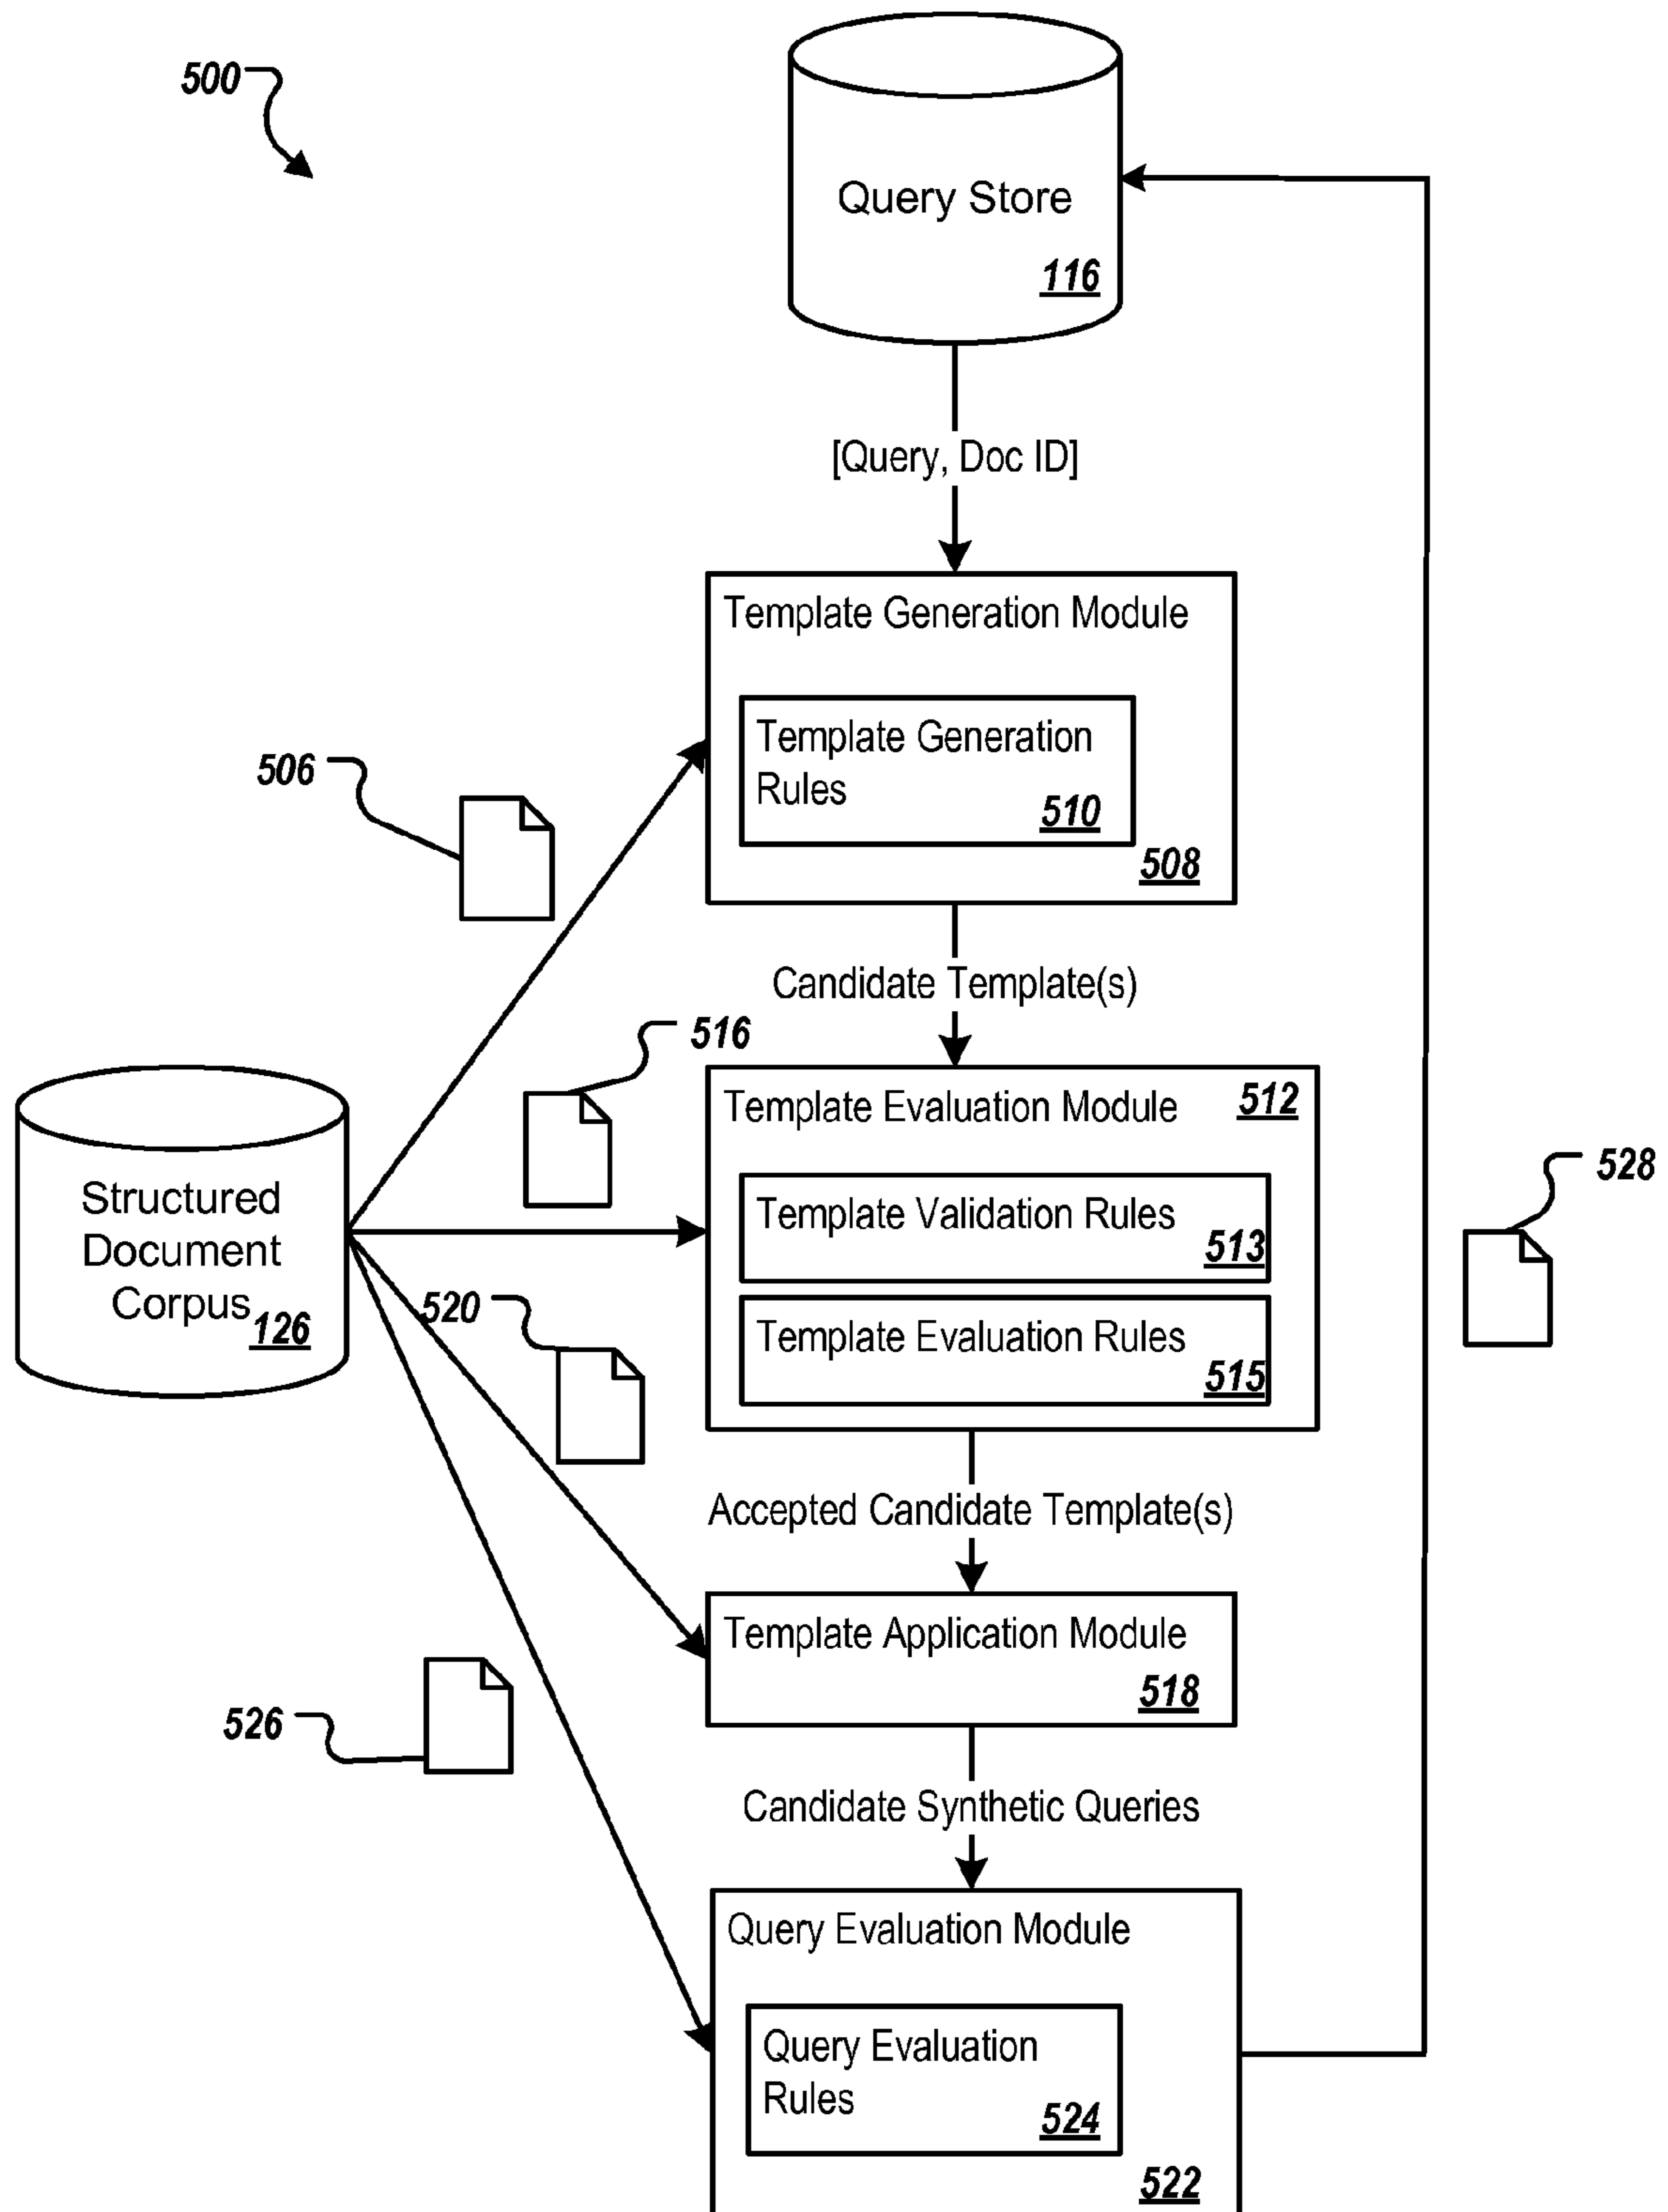 500
Query Store
116
[Query, Doc ID]
Template Generation Module
Template Generation
Rules
510
508
506
Candidate Template(s)
516
Template Evaluation Module
512
Template Validation Rules
513
Template Evaluation Rules
515
Structured
Document
Corpus
126
520
528
Accepted Candidate Template(s)
Template Application Module
518
526
Candidate Synthetic Queries
Query Evaluation Module
Query Evaluation
Rules
524
522